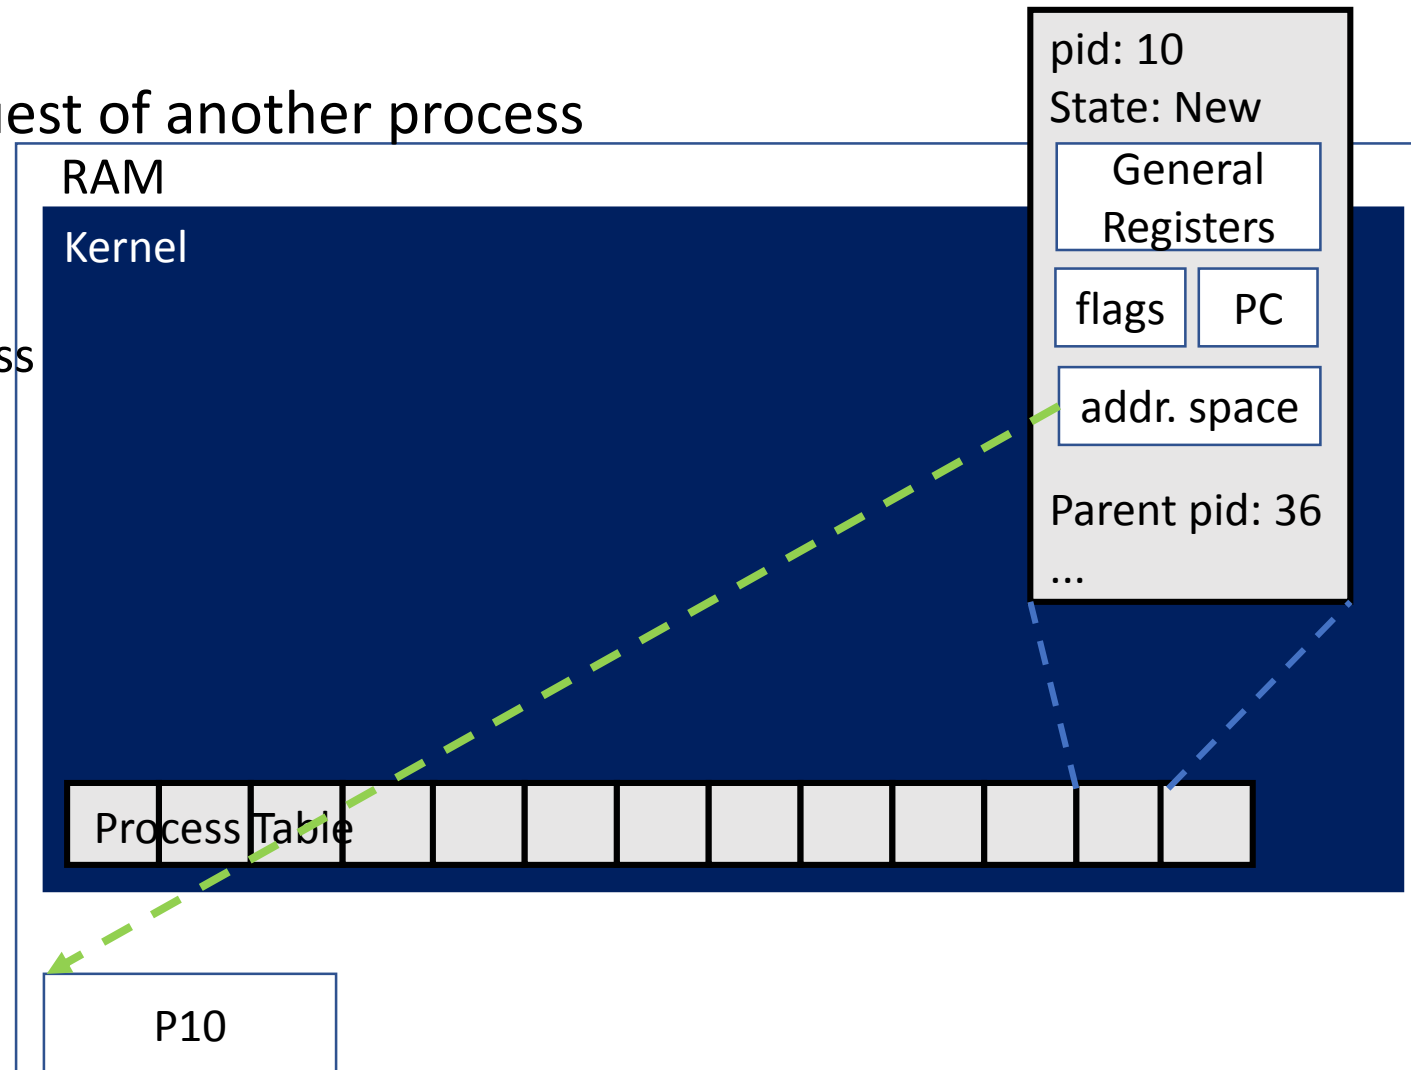 pid: 10
State: New
uest of another process
RAM
General
Registers
Kernel
flags
PC
ss
addr. space
Parent pid: 36
...
Process Table
P10